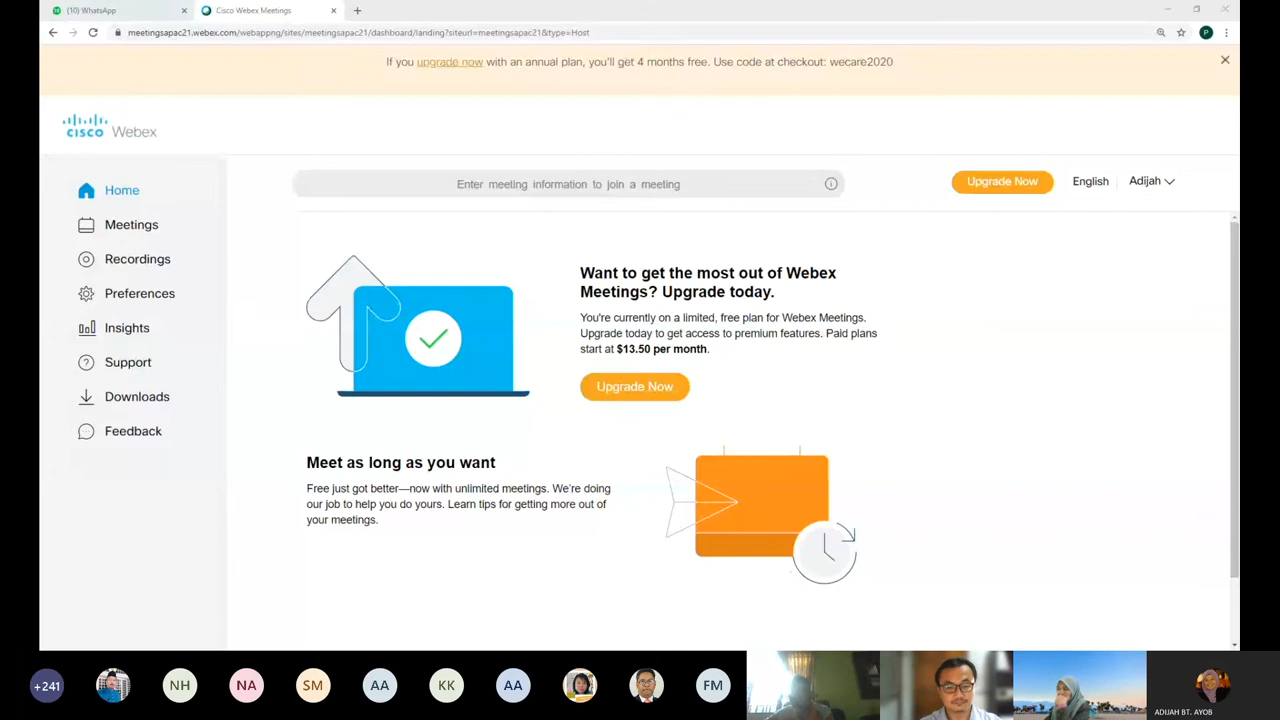 (10) WhatsApp
Cisco Webex Meetings
meetingsapac21.webex.com/webappng/sites/meetingsapac21/dashboard/landing?siteurl=meetingsapac21&type=Host
P
If you upgrade now with an annual plan, you'll get 4 months free. Use code at checkout: wecare2020
cisco Webex
Home
Meetings
Recordings
Preferences
Insights
Support
Downloads
Feedback
Enter meeting information to join a meeting
Upgrade Now
English
Adijah
Want to get the most out of Webex
Meetings? Upgrade today.
You're currently on a limited, free plan for Webex Meetings.
Upgrade today to get access to premium features. Paid plans
start at $13.50 per month.
Upgrade Now
Meet as long as you want
Free just got better—now with unlimited meetings. We're doing
our job to help you do yours. Learn tips for getting more out of
your meetings.
+241
NH
NA
SM
AA
KK
AA
FM
ADIJAH BT. AYOB